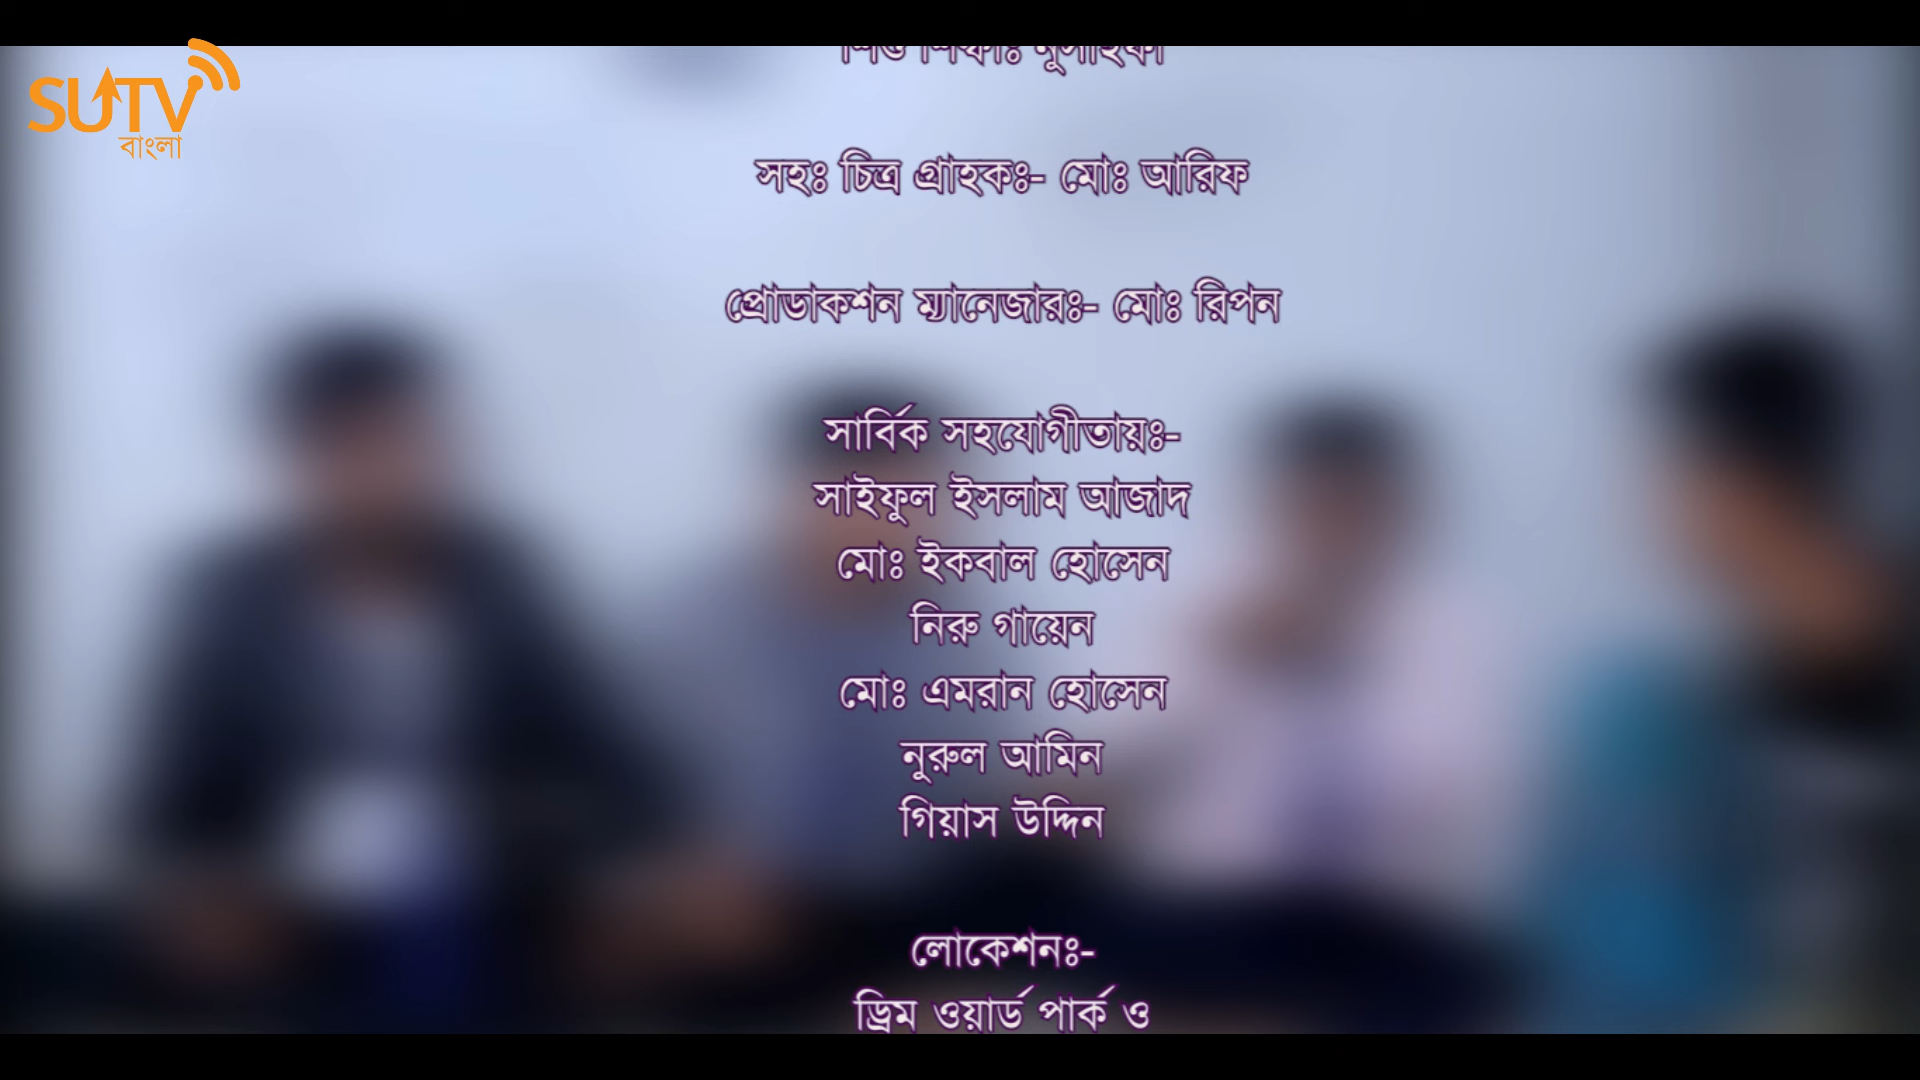 SUTV
বাংলা
সহঃ চিত্র গ্রাহকঃ- মোঃ আরিফ
প্রোডাকশন ম্যানেজারঃ- মোঃ রিপন
সার্বিক সহযোগীতায়ঃ-
সাইফুল ইসলাম আজাদ
মোঃ ইকবাল হোসেন
নিরু গায়েন
মোঃ এমরান হোসেন
নুরুল আমিন
গিয়াস উদ্দিন
লোকেশনঃ-
ড্রিম ওয়ার্ড পার্ক ও